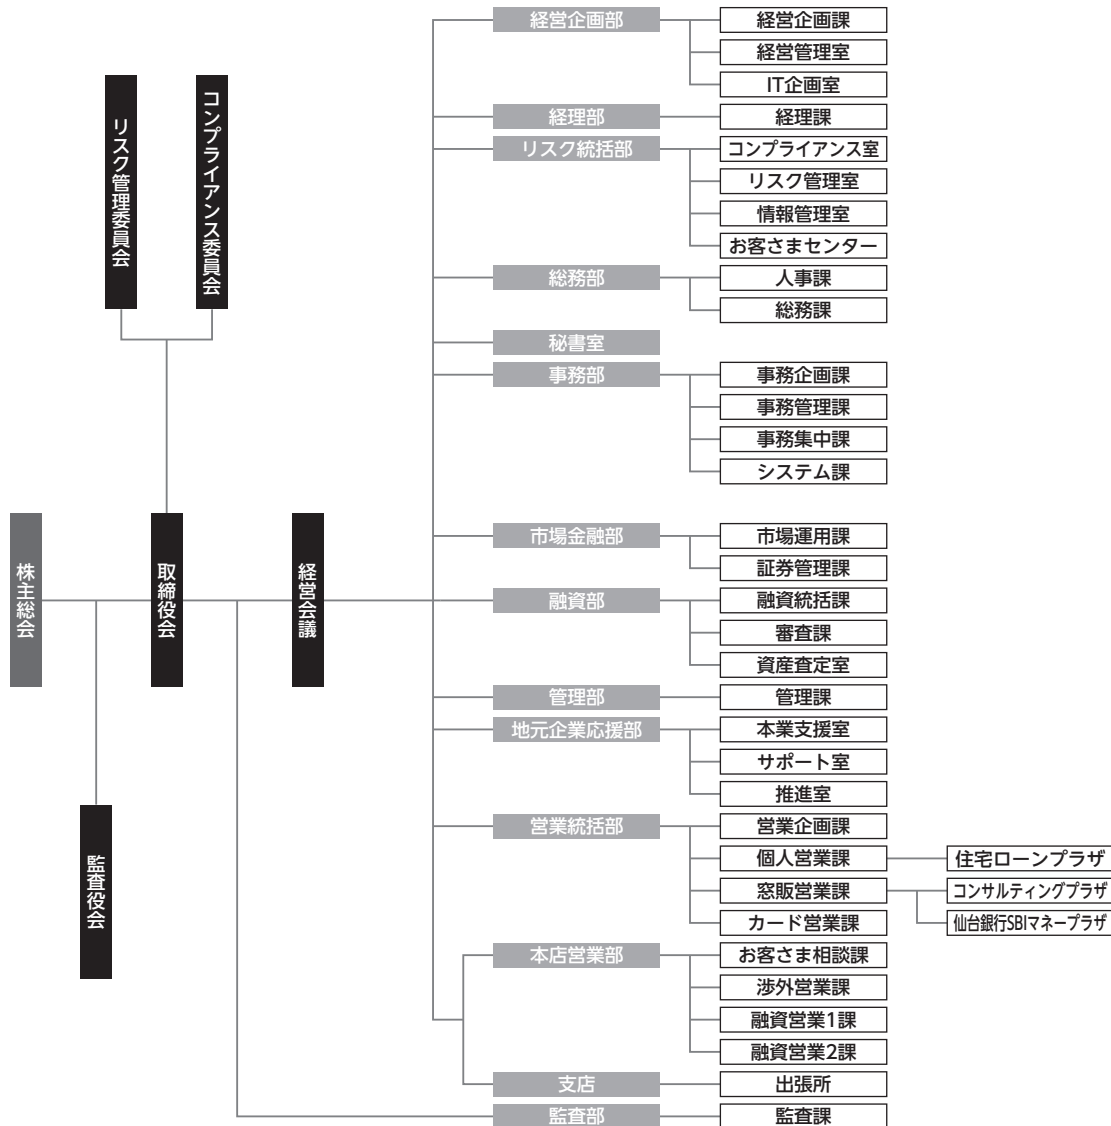 経営企画部
経営企画課
経営管理室
IT企画室
経理部
経理課
リスク統括部
コンプライアンス室
リスク管理室
情報管理室
お客さまセンター
総務部
人事課
総務課
秘書室
事務部
事務企画課
事務管理課
事務集中課
システム課
リスク管理委員会
コンプライアンス委員会
株主総会
取締役会
経営会議
監査役会
市場金融部
市場運用課
証券管理課
融資部
融資統括課
審査課
資産査定室
管理部
管理課
地元企業応援部
本業支援室
サポート室
推進室
営業統括部
営業企画課
個人営業課
住宅ローンプラザ
窓販営業課
コンサルティングプラザ
仙台銀行SBIマネープラザ
カード営業課
本店営業部
お客さま相談課
渉外営業課
融資営業1課
融資営業2課
支店
出張所
監査部
監査課